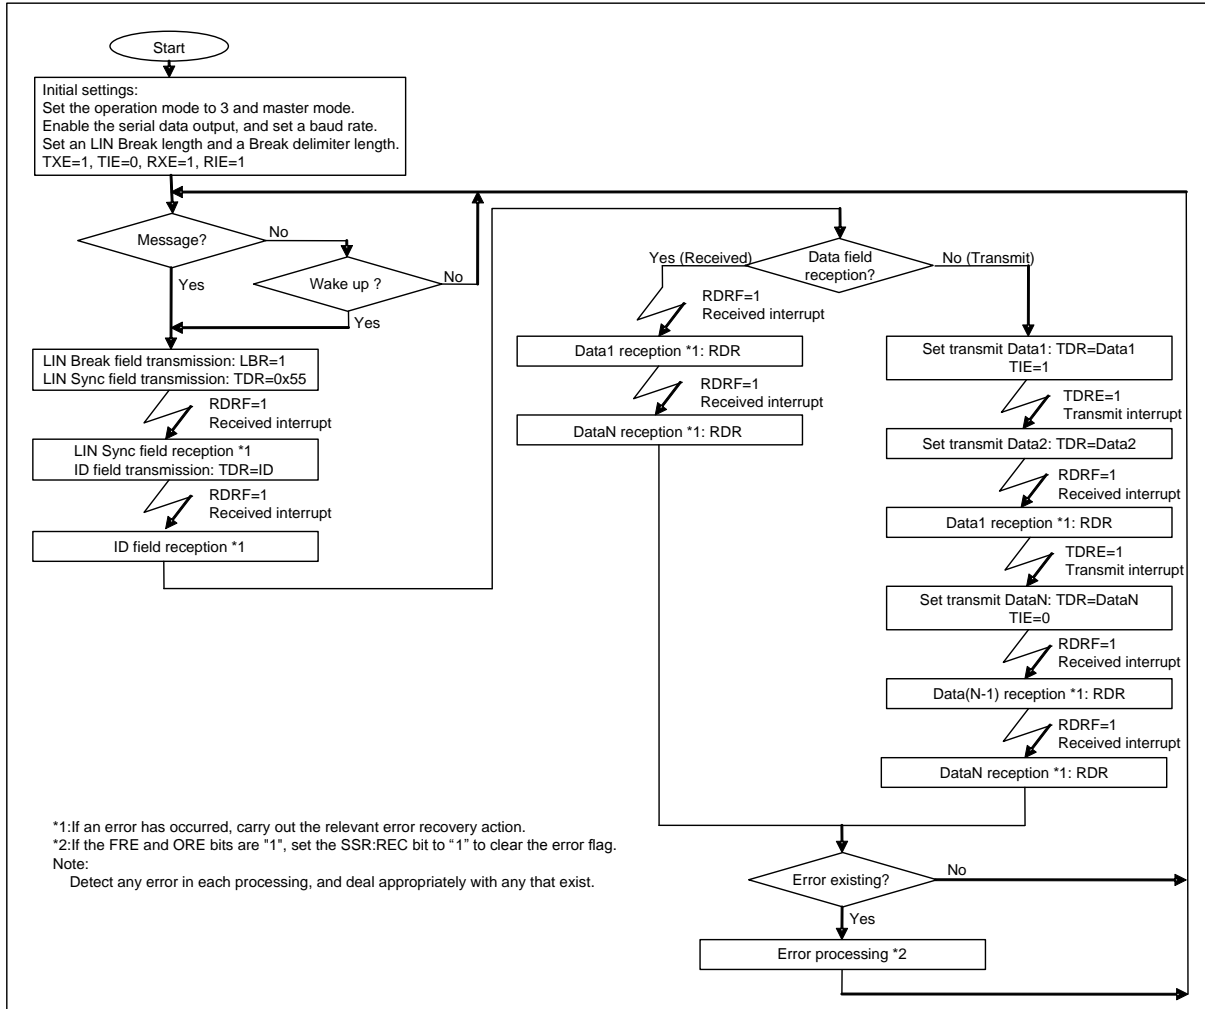 Start
Initial settings:
Set the operation mode to 3 and master mode.
Enable the serial data output, and set a baud rate.
Set an LIN Break length and a Break delimiter length.
TXE=1, TIE=0, RXE=1, RIE=1
Message?
No
Yes
Wake up ?
No
Yes
LIN Break field transmission: LBR=1
LIN Sync field transmission: TDR=0x55
RDRF=1
Received interrupt
LIN Sync field reception *1
ID field transmission: TDR=ID
RDRF=1
Received interrupt
ID field reception *1
Data field
reception?
Yes (Received)
No (Transmit)
RDRF=1
Received interrupt
Data1 reception *1: RDR
RDRF=1
Received interrupt
DataN reception *1: RDR
Set transmit Data1: TDR=Data1
TIE=1
TDRE=1
Transmit interrupt
Set transmit Data2: TDR=Data2
RDRF=1
Received interrupt
Data1 reception *1: RDR
TDRE=1
Transmit interrupt
Set transmit DataN: TDR=DataN
TIE=0
RDRF=1
Received interrupt
Data(N-1) reception *1: RDR
RDRF=1
Received interrupt
DataN reception *1: RDR
Error existing?
No
Yes
Error processing *2
*1:If an error has occurred, carry out the relevant error recovery action.
*2:If the FRE and ORE bits are "1", set the SSR:REC bit to “1” to clear the error flag.
Note:
Detect any error in each processing, and deal appropriately with any that exist.